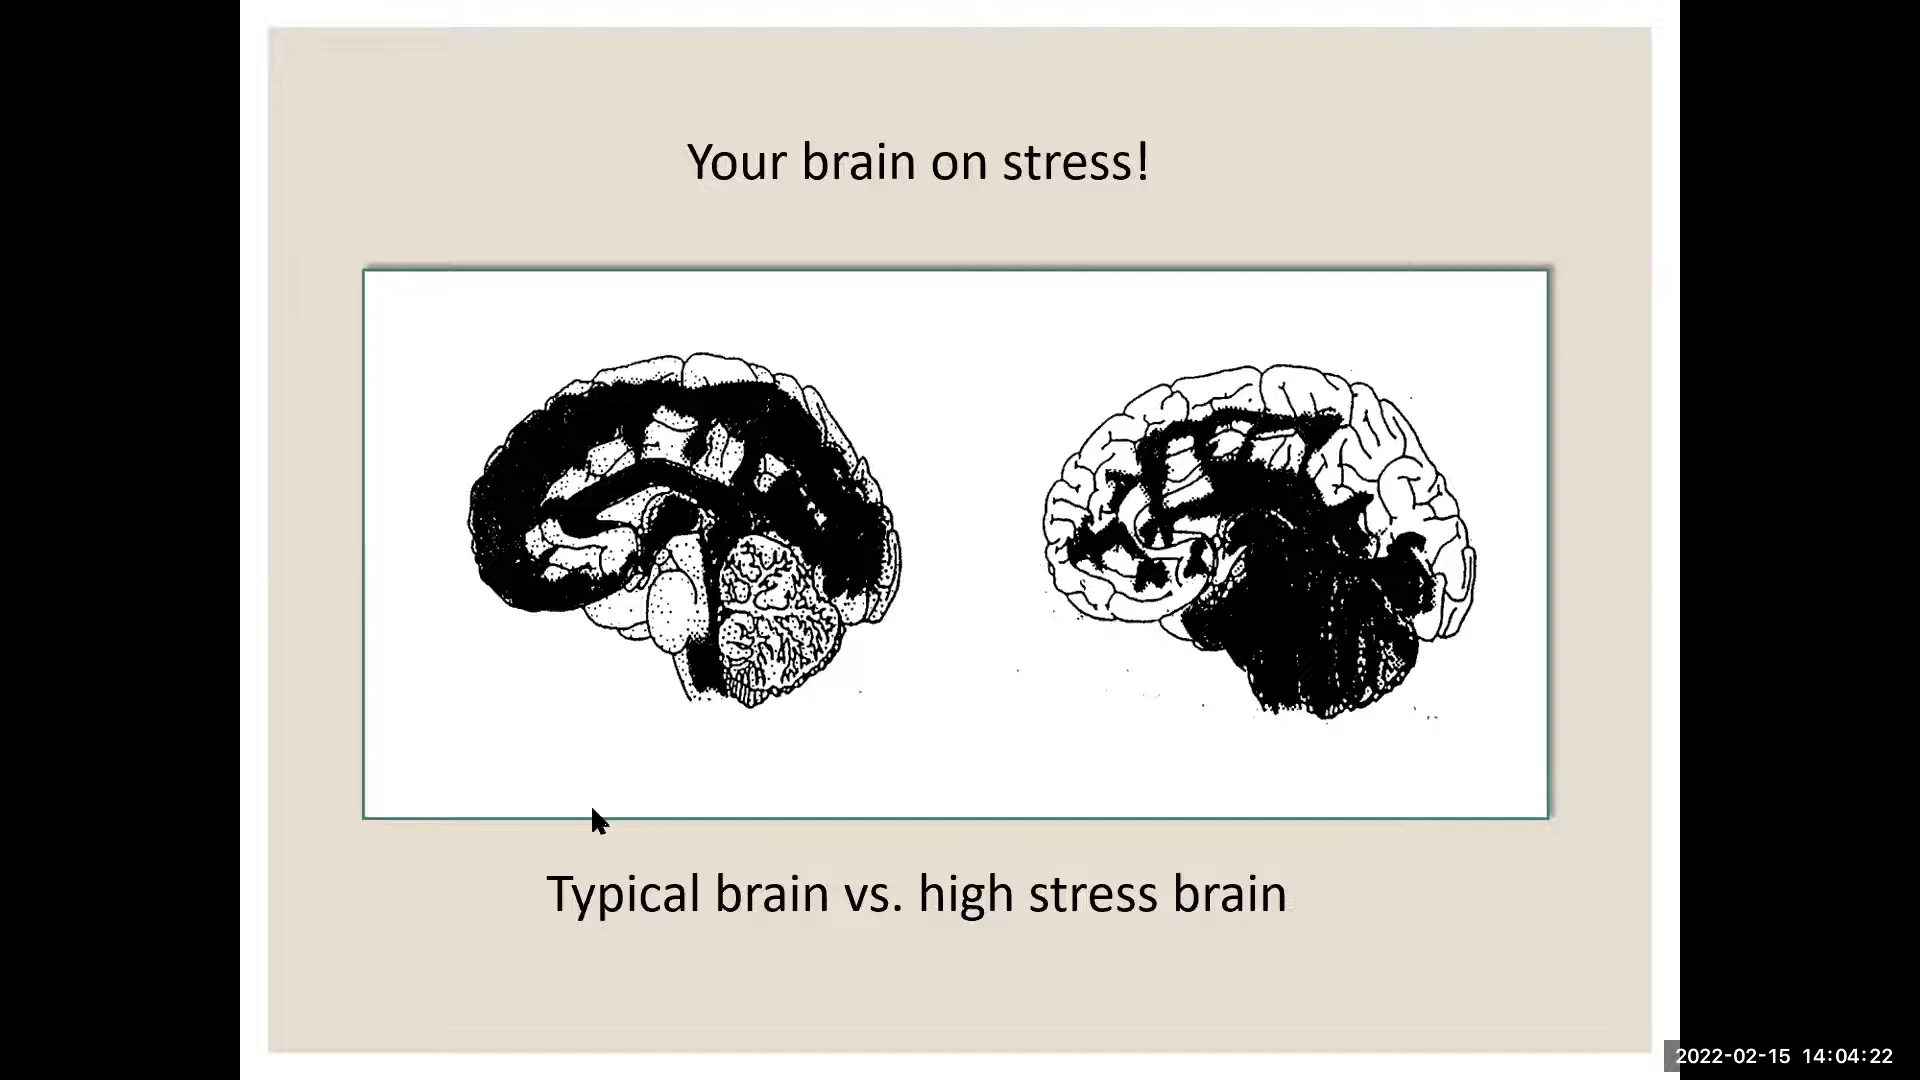 Your brain on stress!
Typical brain vs. high stress brain
2022-02-15 14:04:22